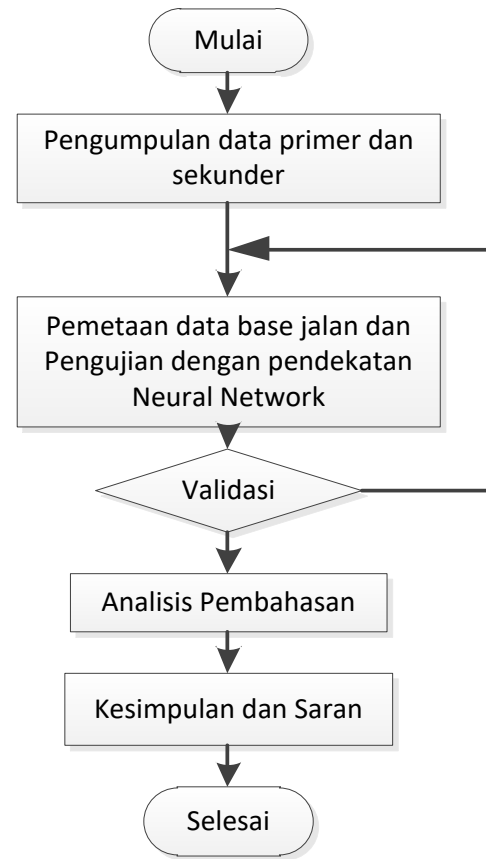 Mulai
Pengumpulan data primer dan
sekunder
Pemetaan data base jalan dan
Pengujian dengan pendekatan
Neural Network
Validasi
Analisis Pembahasan
Kesimpulan dan Saran
Selesai